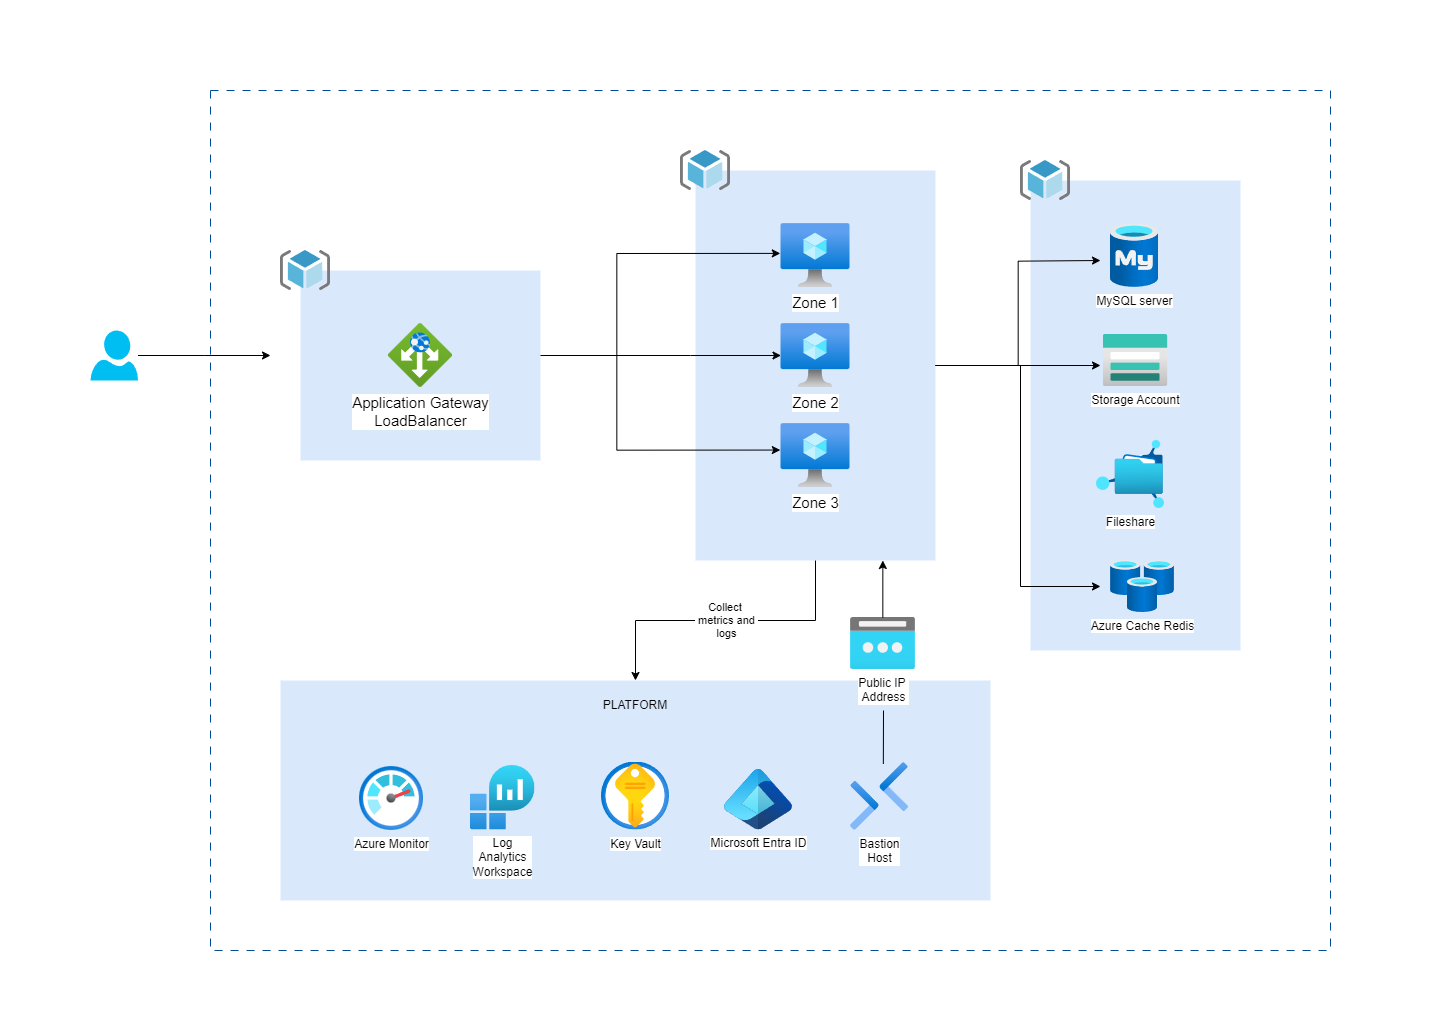 Zone 1
MySQL server
Application Gateway
LoadBalancer
Zone 2
Storage Account
Zone 3
Fileshare
Collect
metrics and
logs
Azure Cache Redis
Public IP
Address
PLATFORM
Azure Monitor
Log
Analytics
Workspace
Key Vault
Microsoft Entra ID
Bastion
Host
My